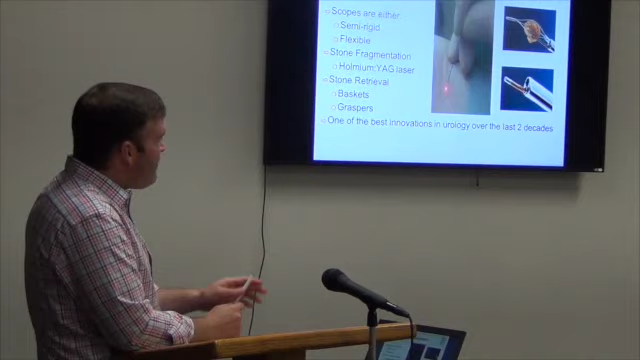 Scopes are either:
Semi-rigid
Flexible
Stone Fragmentation
Holmium:YAG laser
Stone Retrieval
Baskets
Graspers
One of the best innovations in urology over the last 2 decades